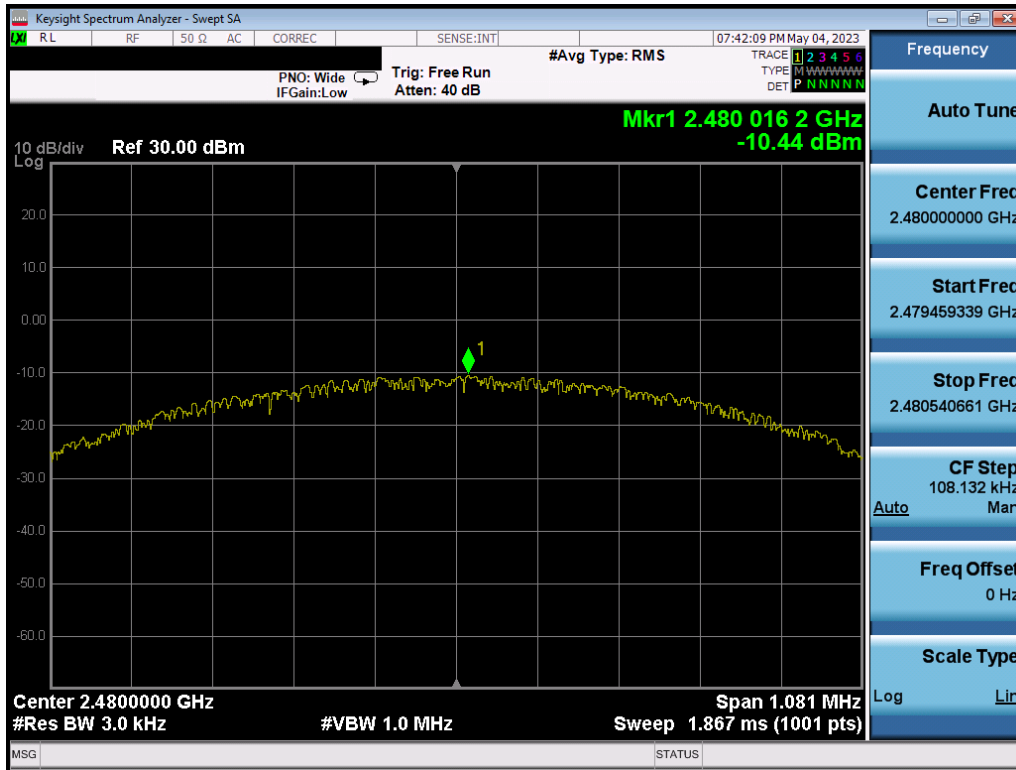 Keysight Spectrum Analyzer - Swept SA
LXI RL RF 50 Ω AC CORREC SENSE:INT 07:42:09 PM May 04, 2023
#Avg Type: RMS
PNO: Wide
IFGain:Low
Trig: Free Run
Atten: 40 dB
TRACE 1 2 3 4 5 6
TYPE M W W W W W
DET P N N N N N
Mkr1 2.480 016 2 GHz
-10.44 dBm
10 dB/div Ref 30.00 dBm
Log
20.0
10.0
0.00
-10.0
-20.0
-30.0
-40.0
-50.0
-60.0
1
Center 2.4800000 GHz Span 1.081 MHz
#Res BW 3.0 kHz #VBW 1.0 MHz Sweep 1.867 ms (1001 pts)
MSG STATUS
Frequency
Auto Tune
Center Freq
2.480000000 GHz
Start Freq
2.479459339 GHz
Stop Freq
2.480540661 GHz
CF Step
108.132 kHz
Auto Man
Freq Offset
0 Hz
Scale Type
Log Lin